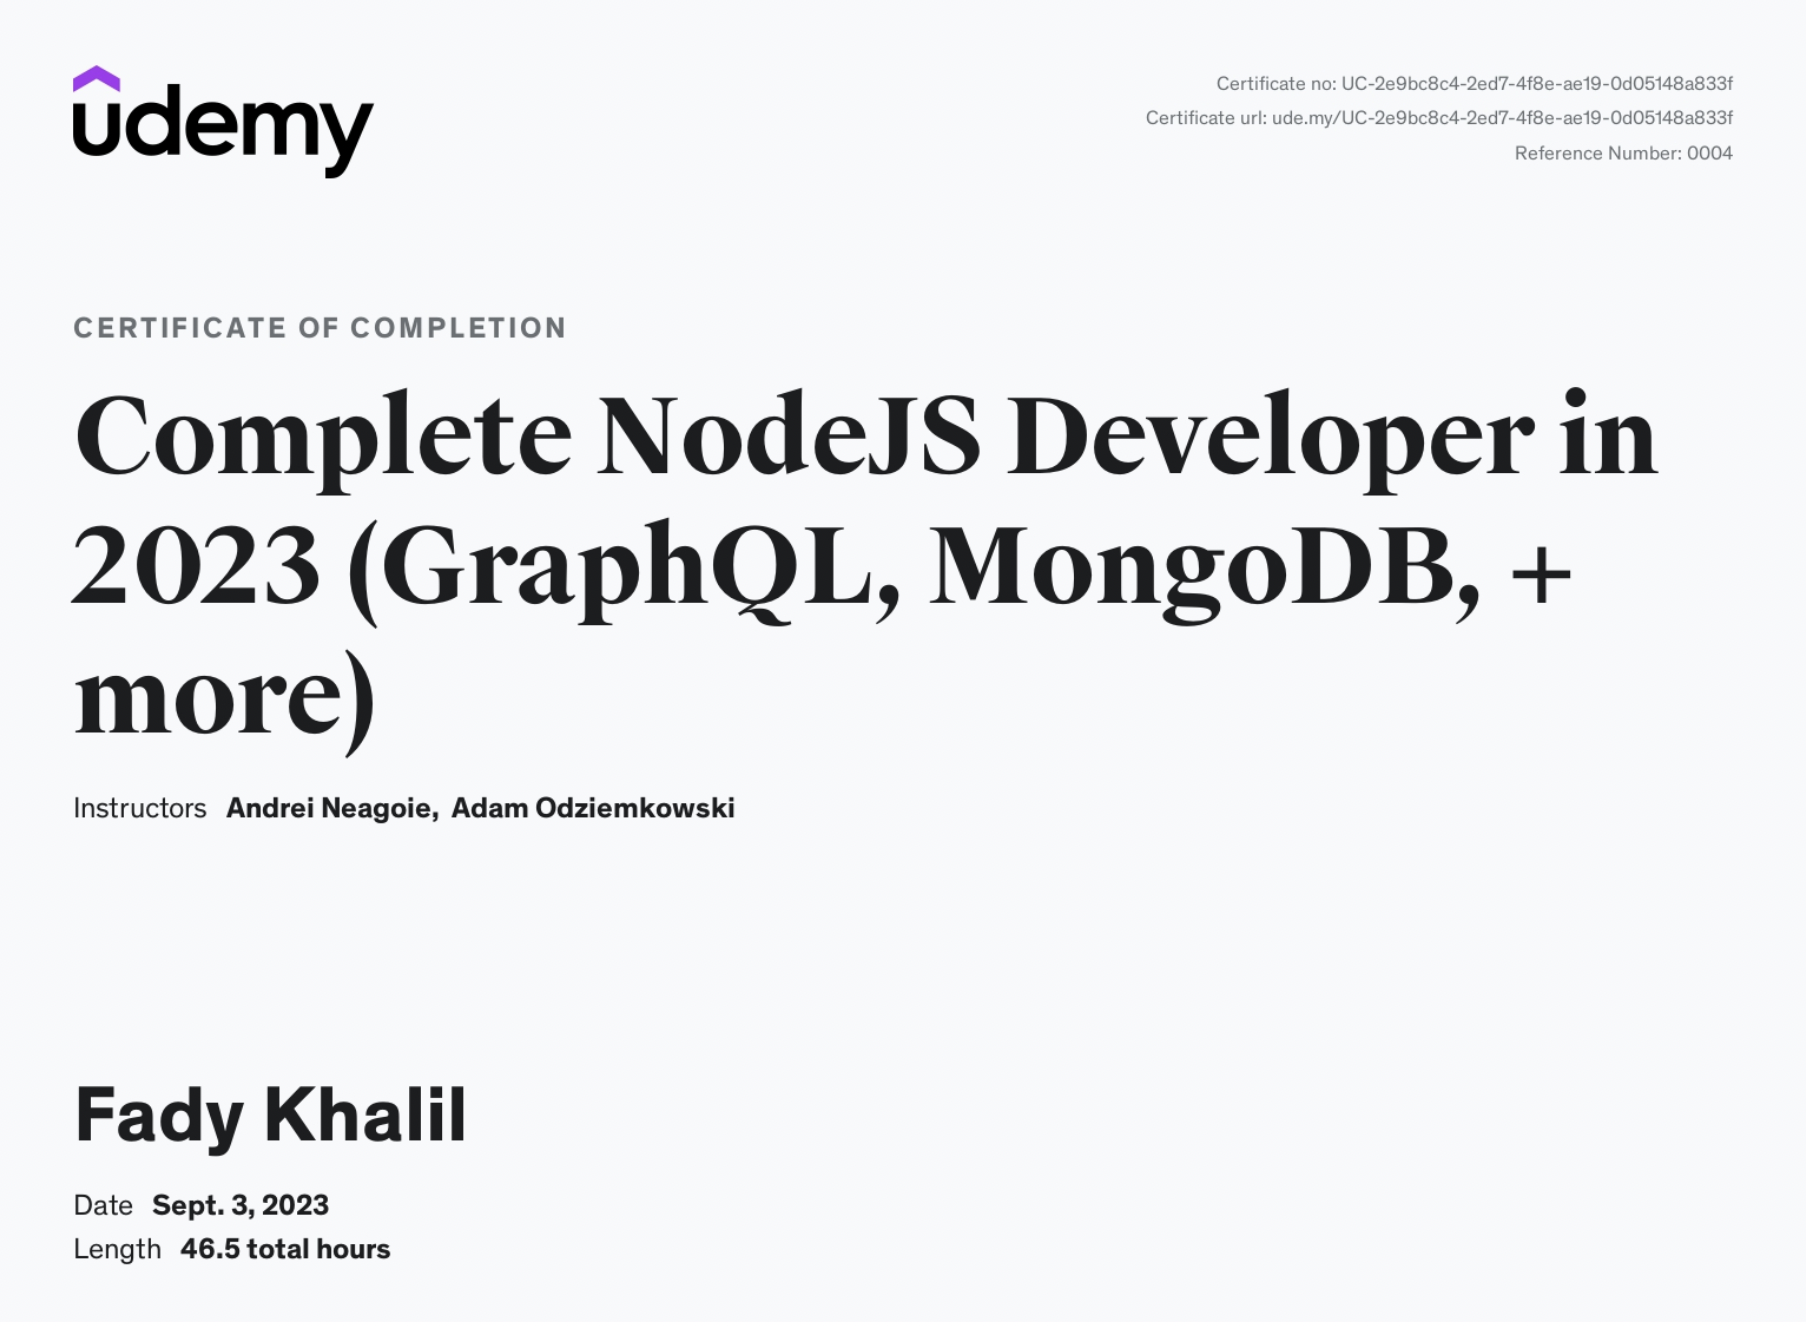 udemy
Certificate no: UC-2e9bc8c4-2ed7-4f8e-ae19-0d05148a833f
Certificate url: ude.my/UC-2e9bc8c4-2ed7-4f8e-ae19-0d05148a833f
Reference Number: 0004
CERTIFICATE OF COMPLETION
Complete NodeJS Developer in
2023 (GraphQL, MongoDB, +
more)
Instructors Andrei Neagoie, Adam Odziemkowski
Fady Khalil
Date Sept. 3, 2023
Length 46.5 total hours